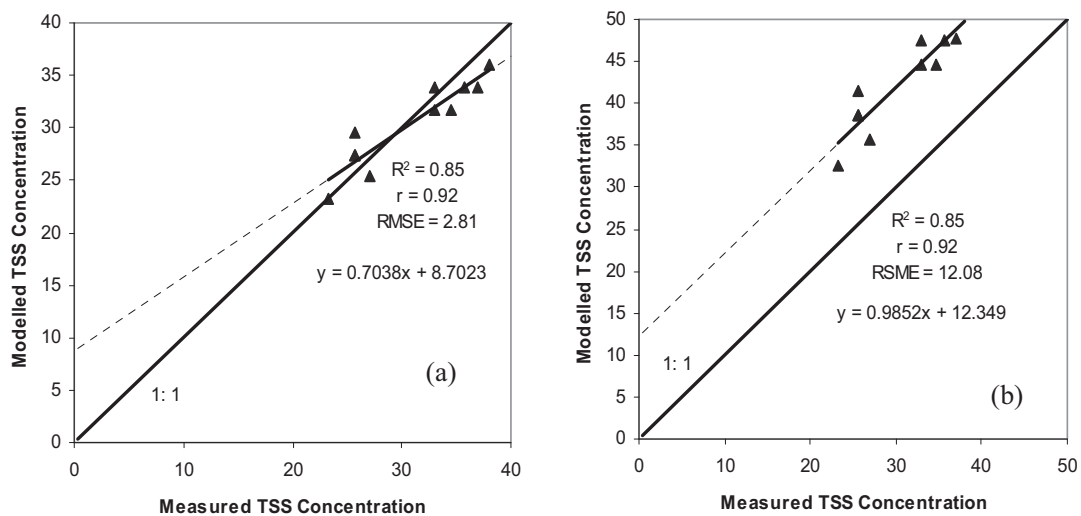 40
35
30
25
20
15
10
5
0
Modelled TSS Concentration
R² = 0.85
r = 0.92
RMSE = 2.81
y = 0.7038x + 8.7023
(a)
1: 1
0 10 20 30 40
Measured TSS Concentration
50
45
40
35
30
25
20
15
10
5
0
Modelled TSS Concentration
R² = 0.85
r = 0.92
RSME = 12.08
y = 0.9852x + 12.349
1: 1
(b)
0 10 20 30 40 50
Measured TSS Concentration